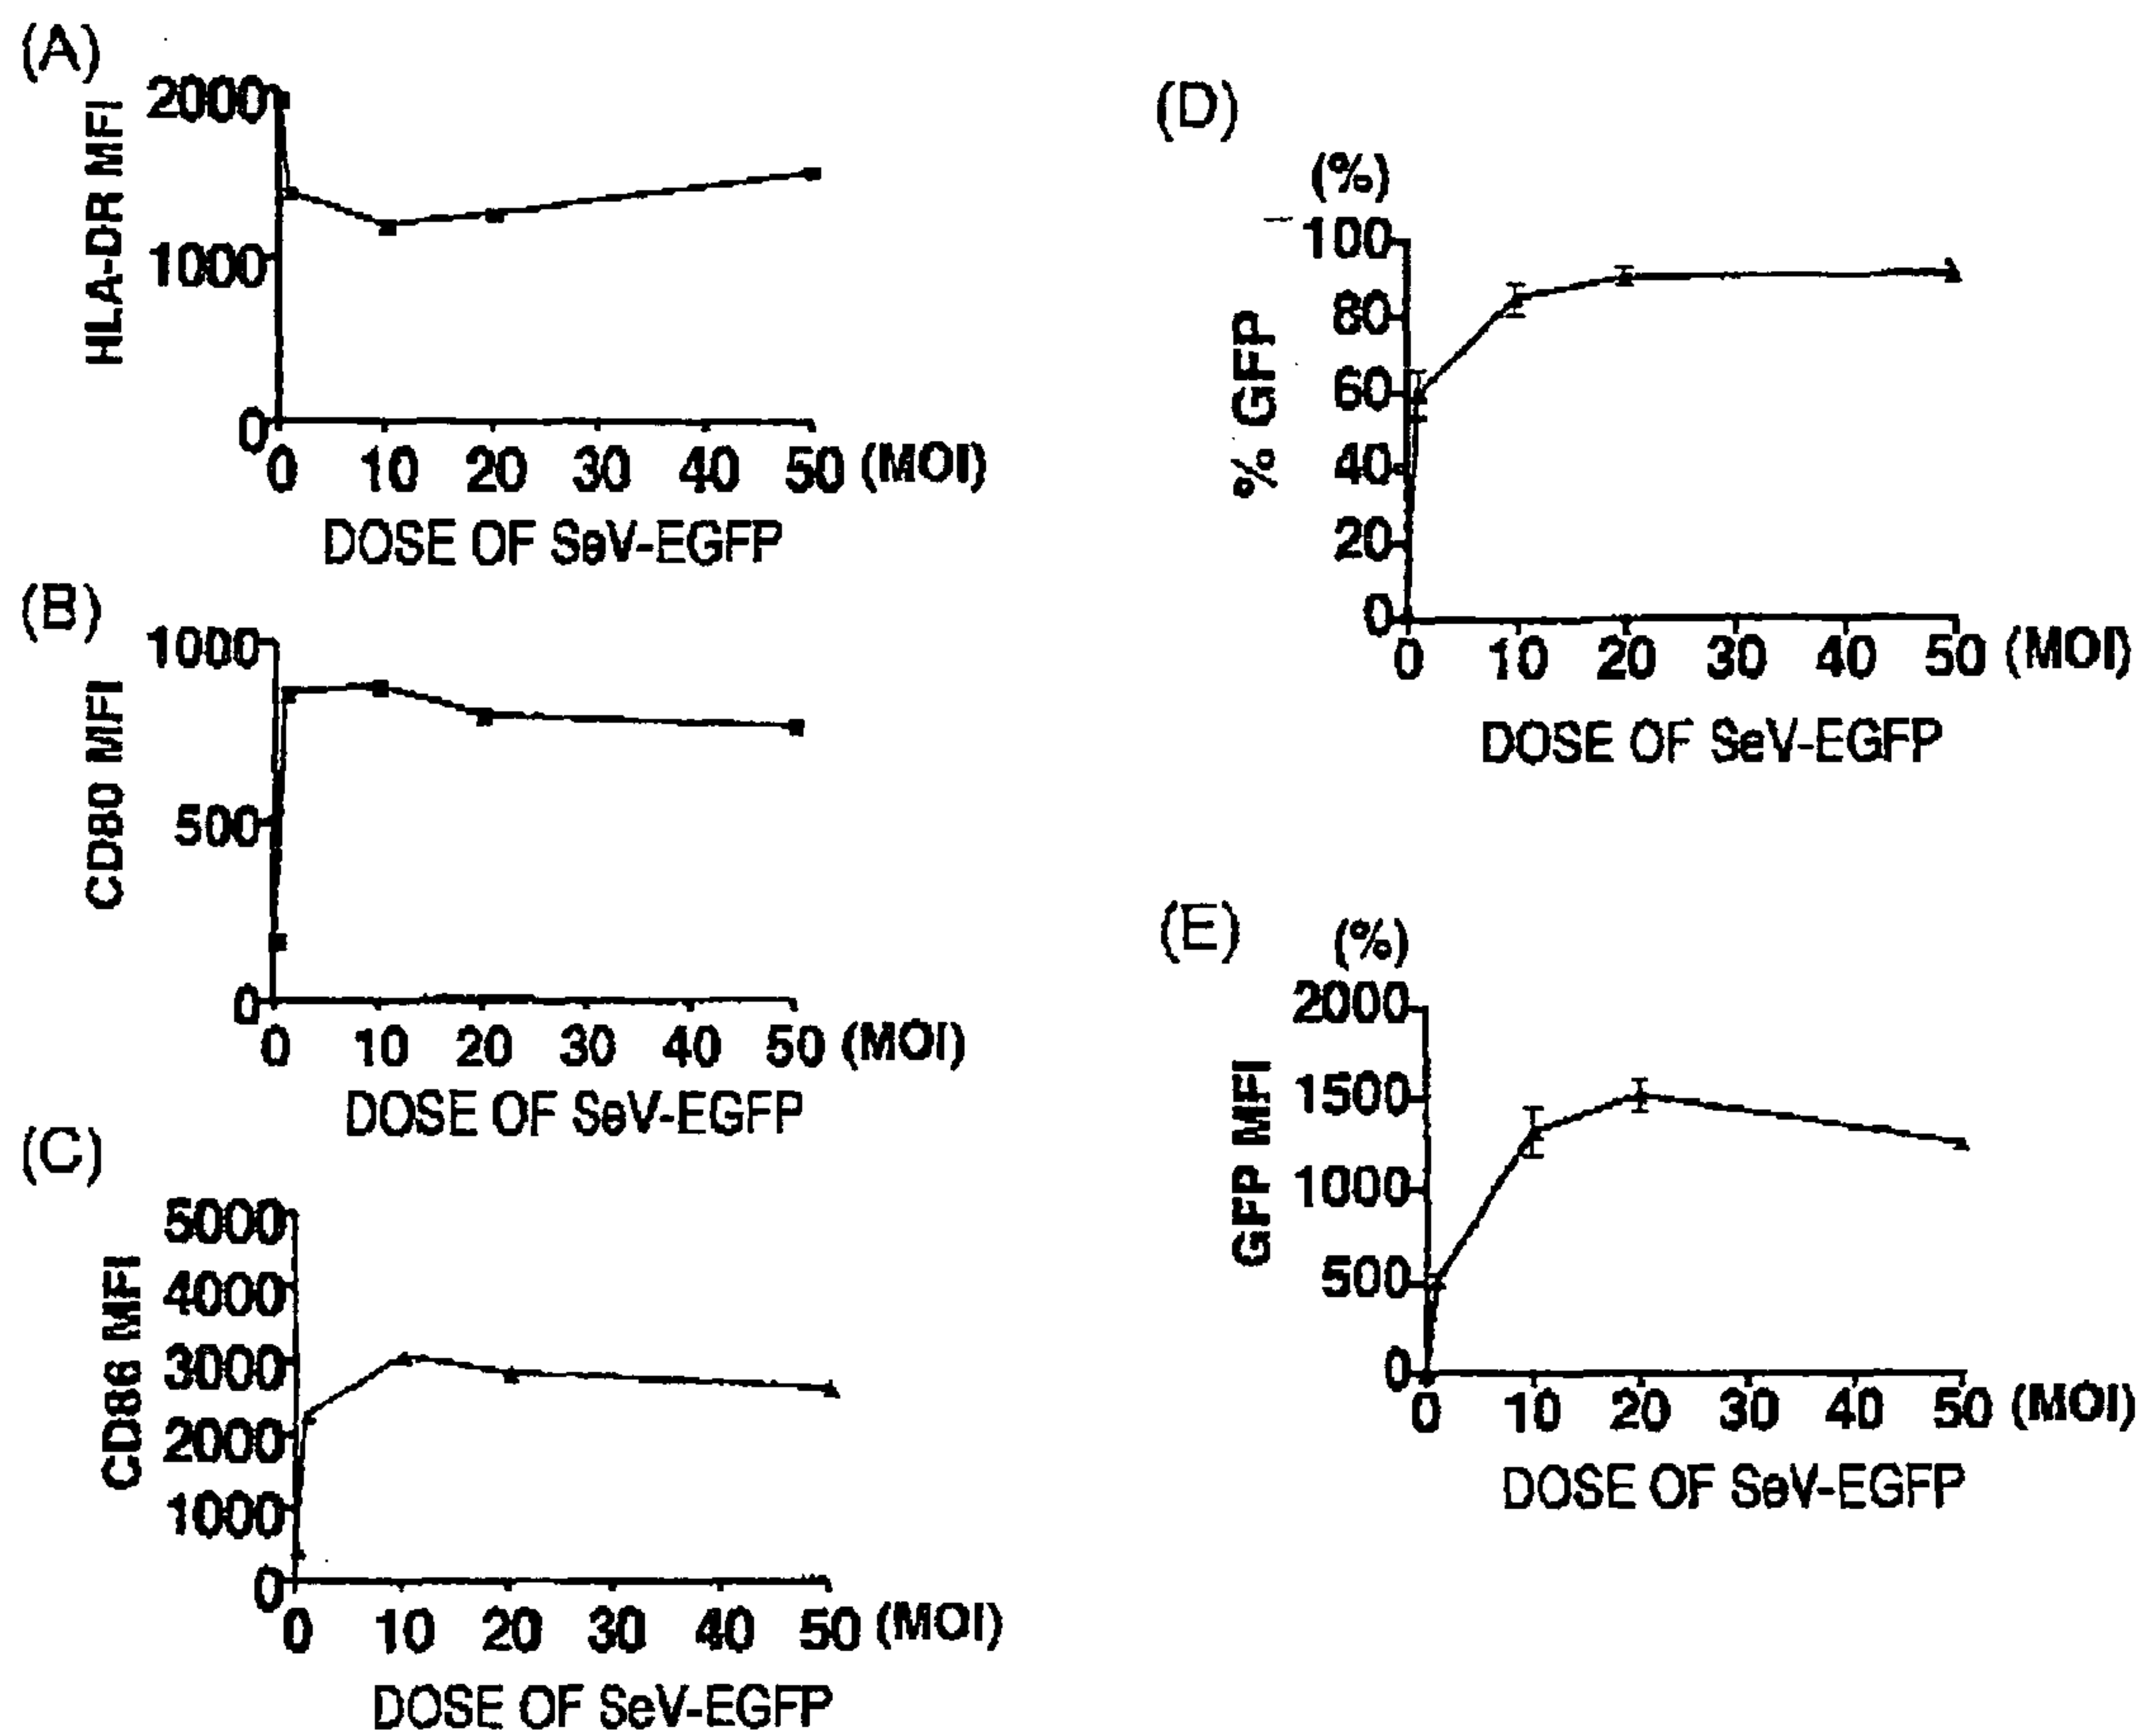 (A)
HLA-DR MFI
2000
1000
0
0 10 20 30 40 50 (MOI)
DOSE OF SeV-EGFP
(B)
CD80 MFI
1000
500
0
0 10 20 30 40 50 (MOI)
DOSE OF SeV-EGFP
(C)
CD86 MFI
5000
4000
3000
2000
1000
0
0 10 20 30 40 50 (MOI)
DOSE OF SeV-EGFP
(D)
(%)
% GFP
100
80
60
40
20
0
0 10 20 30 40 50 (MOI)
DOSE OF SeV-EGFP
(E)
(%)
GFP MFI
2000
1500
1000
500
0
0 10 20 30 40 50 (MOI)
DOSE OF SeV-EGFP